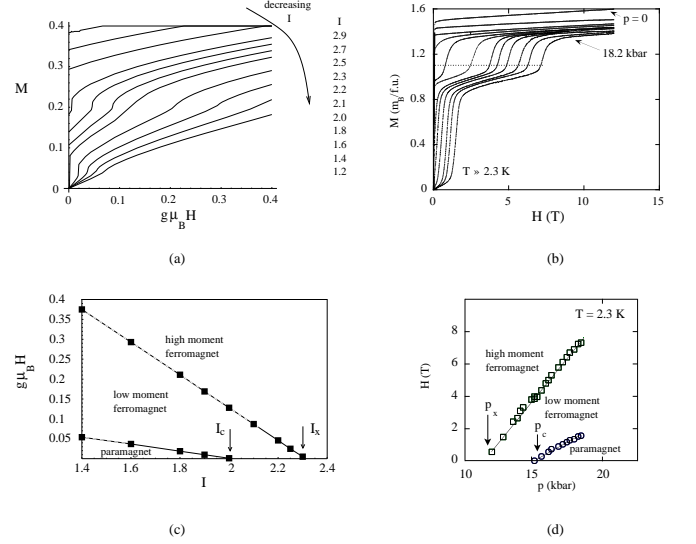 decreasing
I
I
2.9
2.7
2.5
2.3
2.2
2.1
2.0
1.8
1.6
1.4
1.2
M
0.4
0.3
0.2
0.1
0
0 0.1 0.2 0.3 0.4
gμ_B H
(a)
M (m_B/f.u.)
1.6
1.2
0.8
0.4
0
p = 0
18.2 kbar
T » 2.3 K
0 5 10 15
H (T)
(b)
gμ_B H
0.4
0.35
0.3
0.25
0.2
0.15
0.1
0.05
high moment
ferromagnet
low moment
ferromagnet
I_c I_x
paramagnet
1.4 1.6 1.8 2 2.2 2.4
I
(c)
T = 2.3 K
H (T)
8
6
4
2
0
high moment
ferromagnet
low moment
ferromagnet
p_x
p_c
paramagnet
10 15 20
p (kbar)
(d)